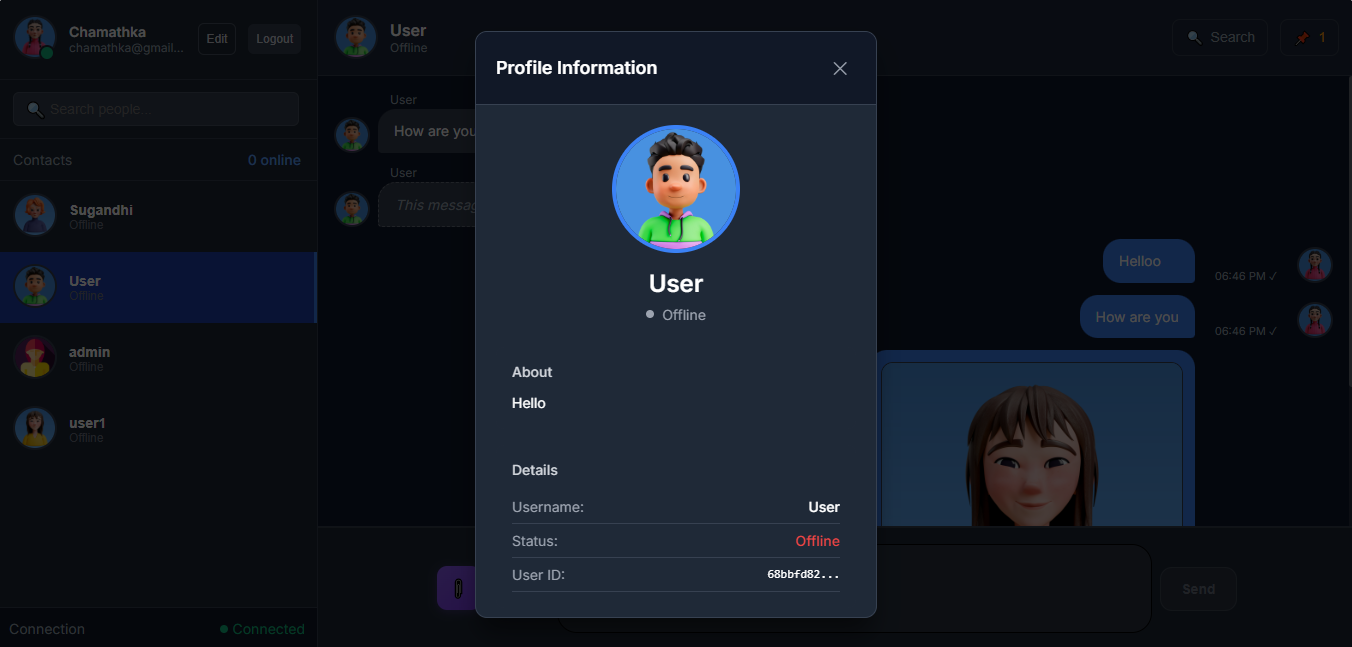 Chamathka
chamathka@gmail...
Edit
Logout
Search people...
Contacts
0 online
Sugandhi
Offline
User
Offline
admin
Offline
user1
Offline
Connection
Connected
User
Offline
Search
1
User
How are you
User
This messag
Helloo
06:46 PM ✓
How are you
06:46 PM ✓
Send
Profile Information
User
Offline
About
Hello
Details
Username:
User
Status:
Offline
User ID:
68bbfd82...